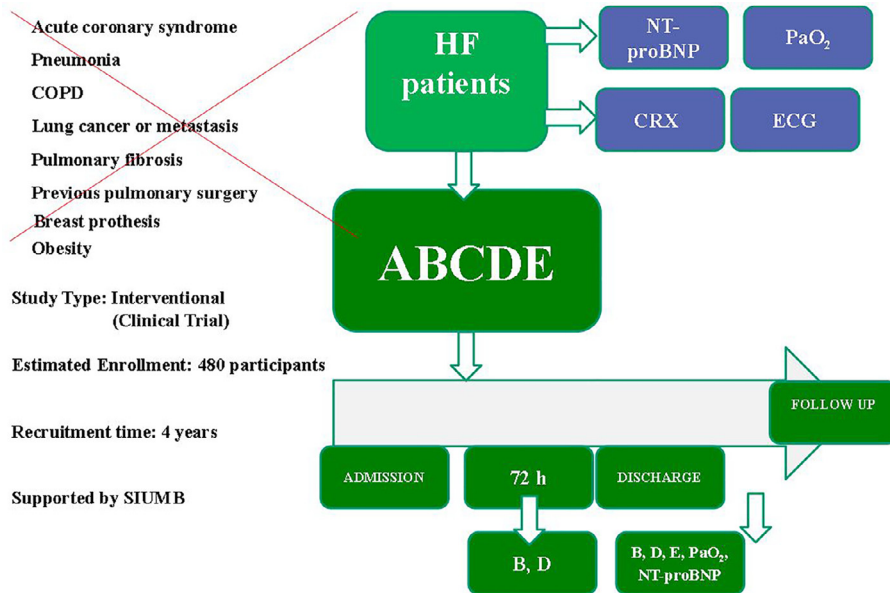 Acute coronary syndrome
Pneumonia
COPD
Lung cancer or metastasis
Pulmonary fibrosis
Previous pulmonary surgery
Breast prothesis
Obesity
Study Type: Interventional
(Clinical Trial)
Estimated Enrollment: 480 participants
Recruitment time: 4 years
Supported by SIUMB
HF
patients
NT-
proBNP
PaO₂
CRX
ECG
ABCDE
FOLLOW UP
ADMISSION
72 h
DISCHARGE
B, D
B, D, E, PaO₂,
NT-proBNP